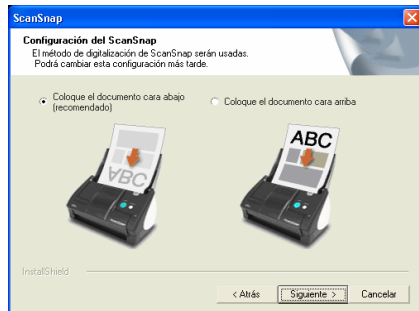 ScanSnap
Configuración del ScanSnap
El método de digitalización de ScanSnap serán usadas.
Podrá cambiar esta configuración más tarde.
Coloque el documento cara abajo
(recomendado)
Coloque el documento cara arriba
ABC
ABC
InstallShield
< Atrás
Siguiente >
Cancelar